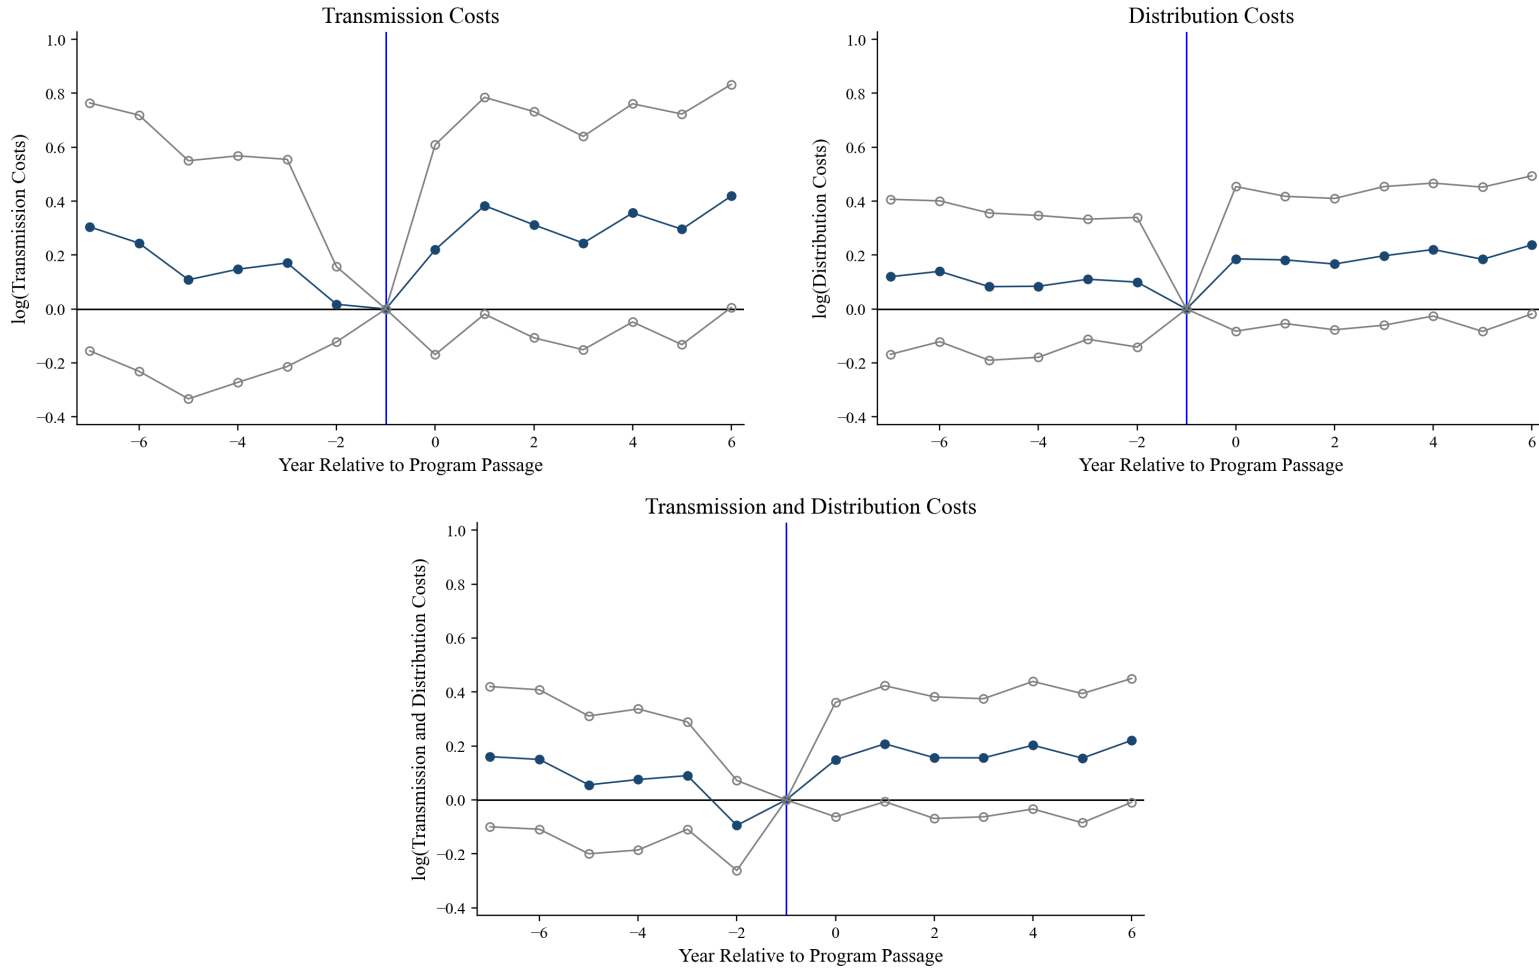 Transmission Costs
log(Transmission Costs)
1.0
0.8
0.6
0.4
0.2
0.0
−0.2
−0.4
−6 −4 −2 0 2 4 6
Year Relative to Program Passage
Distribution Costs
log(Distribution Costs)
1.0
0.8
0.6
0.4
0.2
0.0
−0.2
−0.4
−6 −4 −2 0 2 4 6
Year Relative to Program Passage
Transmission and Distribution Costs
log(Transmission and Distribution Costs)
1.0
0.8
0.6
0.4
0.2
0.0
−0.2
−0.4
−6 −4 −2 0 2 4 6
Year Relative to Program Passage